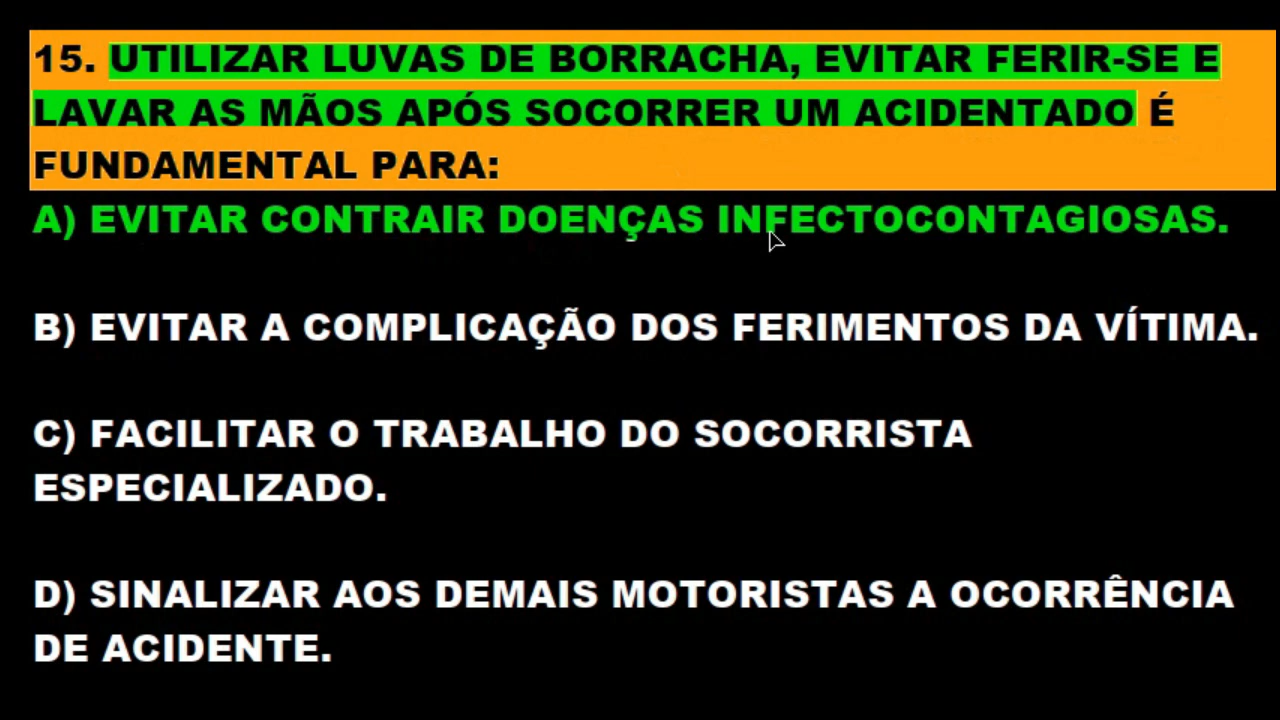 15. UTILIZAR LUVAS DE BORRACHA, EVITAR FERIR-SE E
LAVAR AS MÃOS APÓS SOCORRER UM ACIDENTADO É
FUNDAMENTAL PARA:
A) EVITAR CONTRAIR DOENÇAS INFECTOCONTAGIOSAS.
B) EVITAR A COMPLICAÇÃO DOS FERIMENTOS DA VÍTIMA.
C) FACILITAR O TRABALHO DO SOCORRISTA
ESPECIALIZADO.
D) SINALIZAR AOS DEMAIS MOTORISTAS A OCORRÊNCIA
DE ACIDENTE.